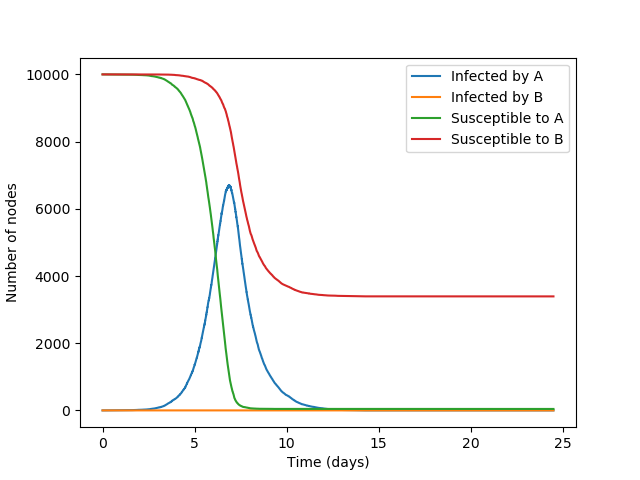 Infected by A
Infected by B
Susceptible to A
Susceptible to B
10000
8000
6000
4000
2000
0
Number of nodes
0 5 10 15 20 25
Time (days)